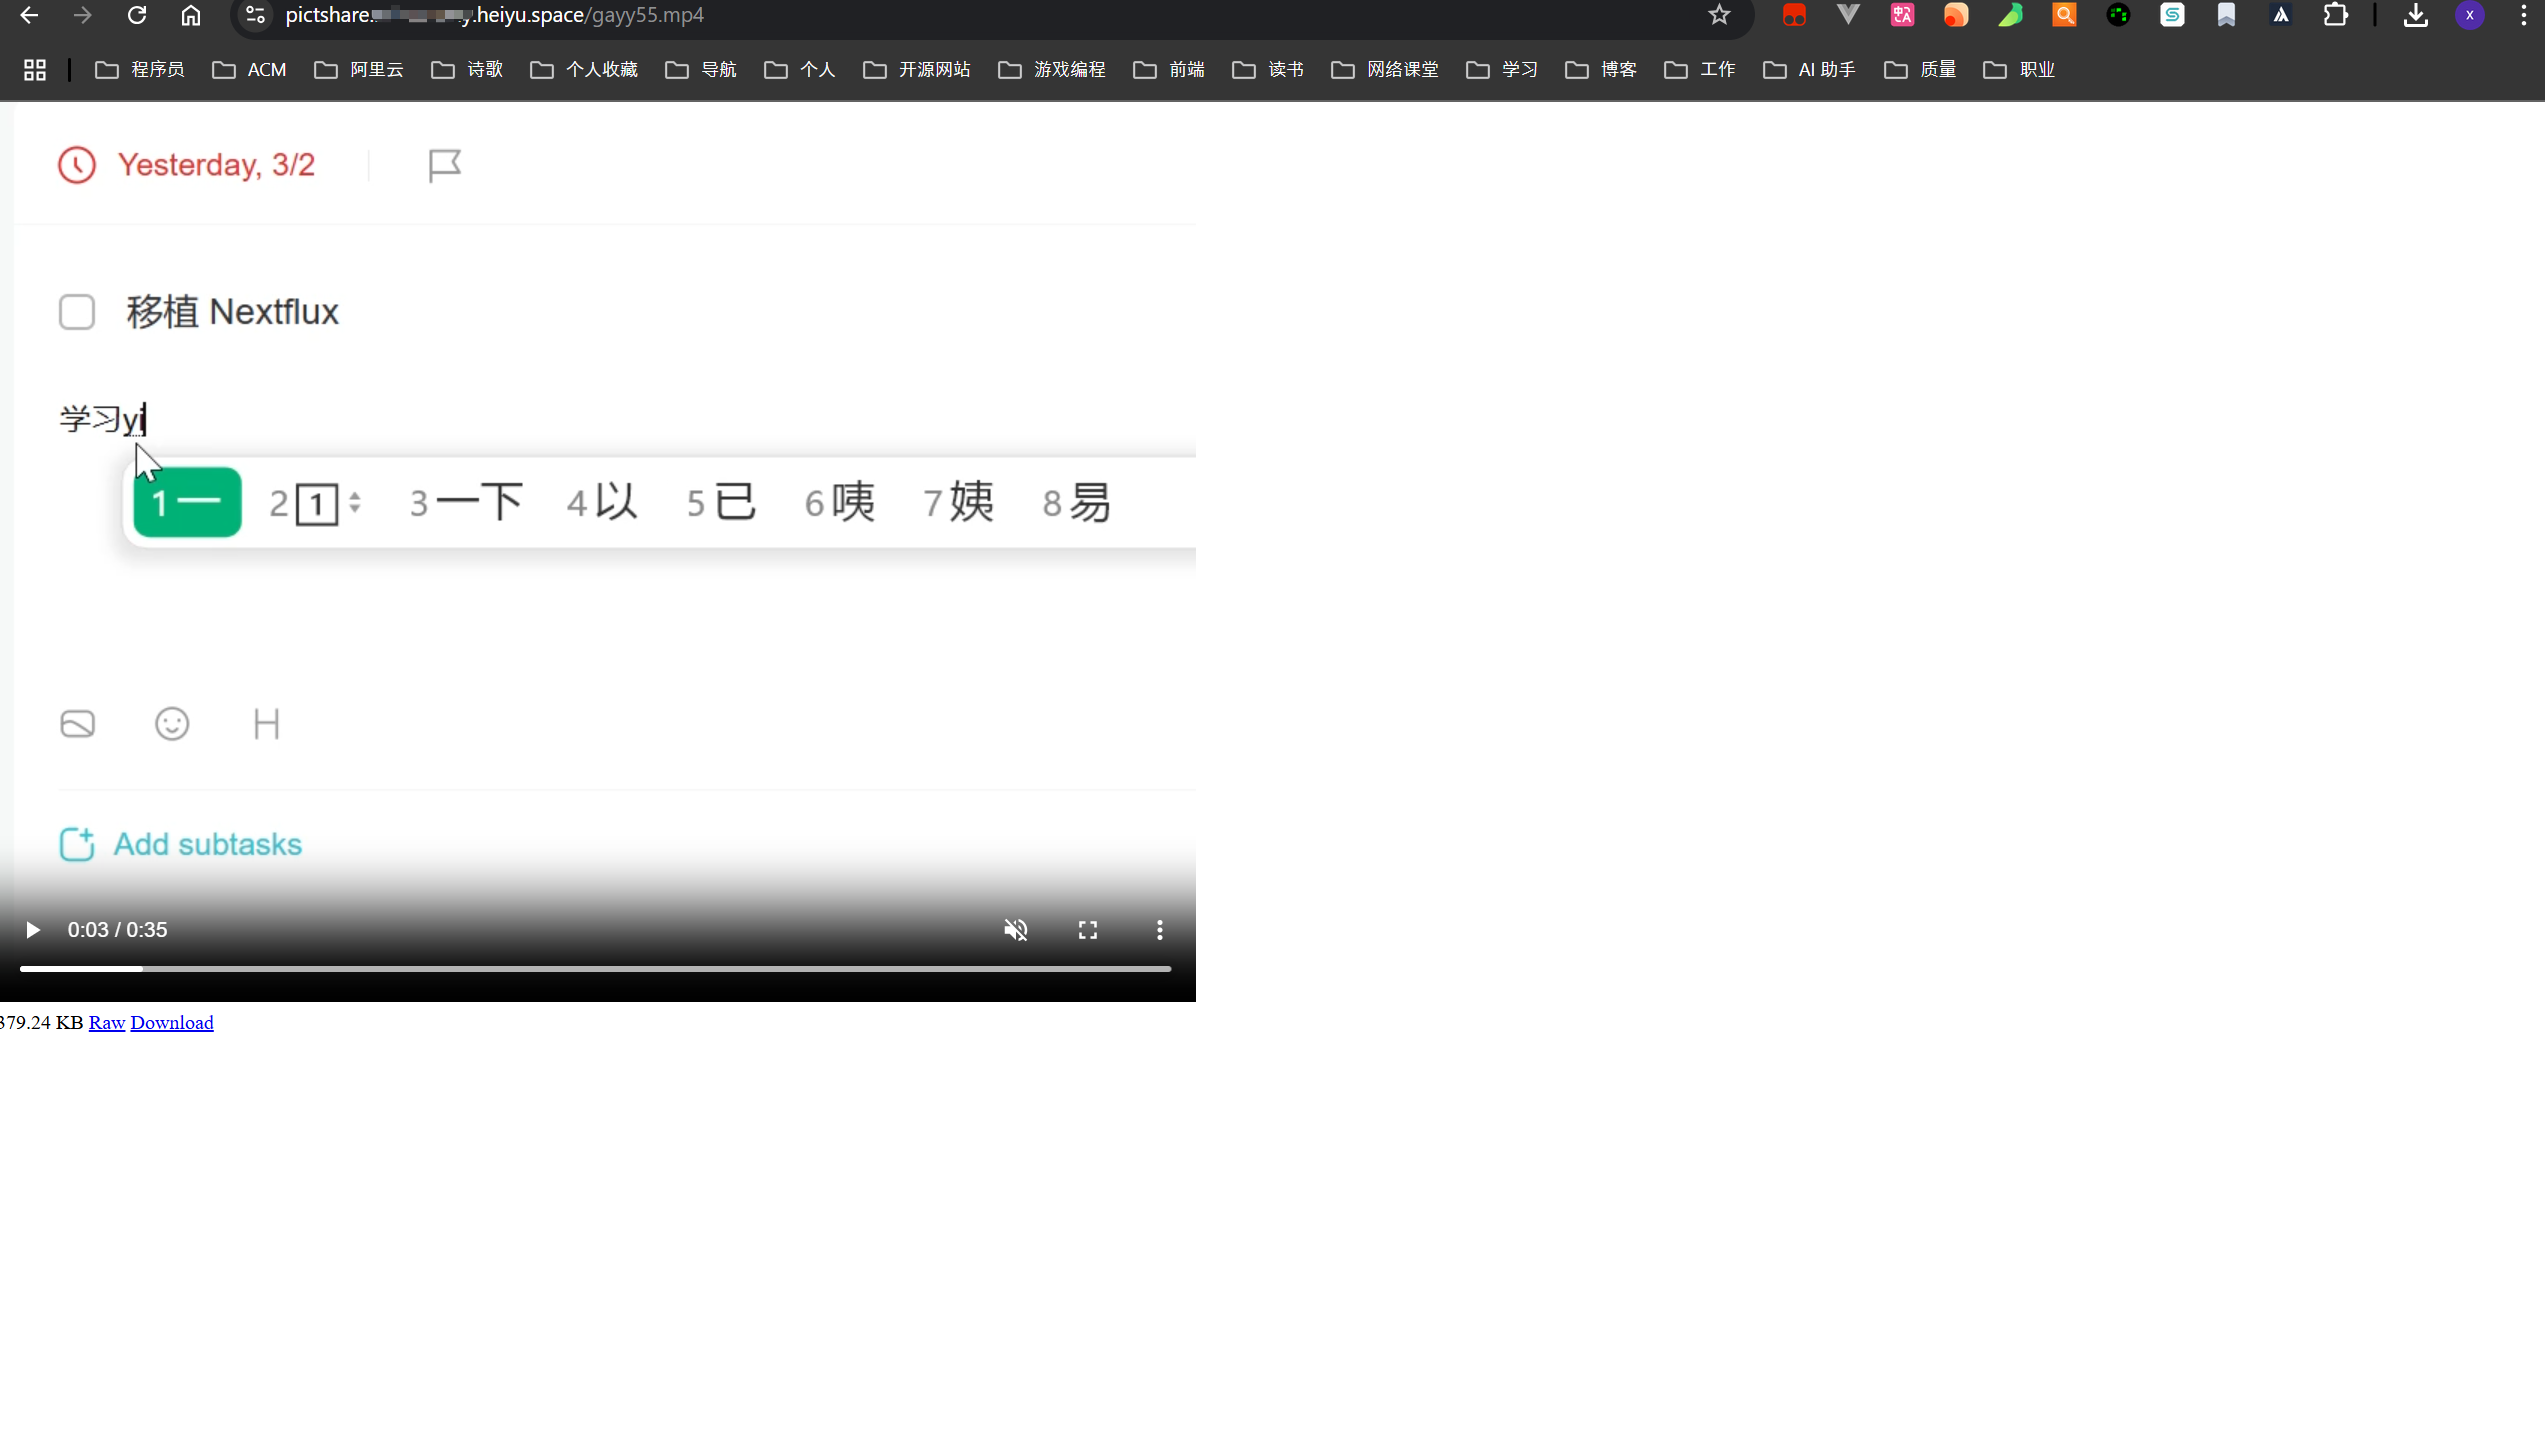 pictshare. y.heiyu.space/gayy55.mp4
程序员 ACM 阿里云 诗歌 个人收藏 导航 个人 开源网站 游戏编程 前端 读书 网络课堂 学习 博客 工作 AI 助手 质量 职业
Yesterday, 3/2
移植 Nextflux
学习yi
1 一 2 1 3 一下 4 以 5 已 6 咦 7 姨 8 易
H
Add subtasks
0:03 / 0:35
379.24 KB Raw Download